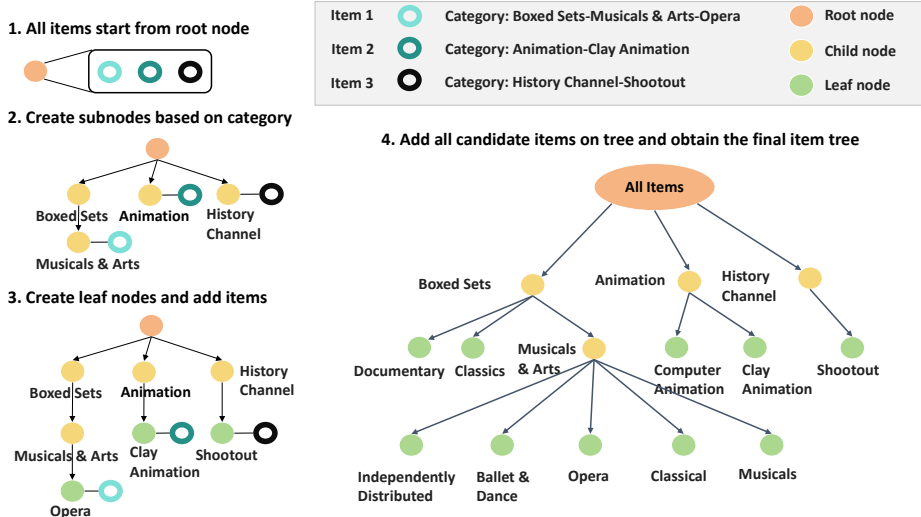 1. All items start from root node
Item 1 Category: Boxed Sets-Musicals & Arts-Opera
Item 2 Category: Animation-Clay Animation
Item 3 Category: History Channel-Shootout
Root node
Child node
Leaf node
2. Create subnodes based on category
Boxed Sets
Animation
History
Channel
Musicals & Arts
3. Create leaf nodes and add items
Boxed Sets
Animation
History
Channel
Musicals & Arts
Clay
Animation
Shootout
Opera
4. Add all candidate items on tree and obtain the final item tree
All Items
Boxed Sets
Animation
History
Channel
Documentary
Classics
Musicals
& Arts
Computer
Animation
Clay
Animation
Shootout
Independently
Distributed
Ballet &
Dance
Opera
Classical
Musicals